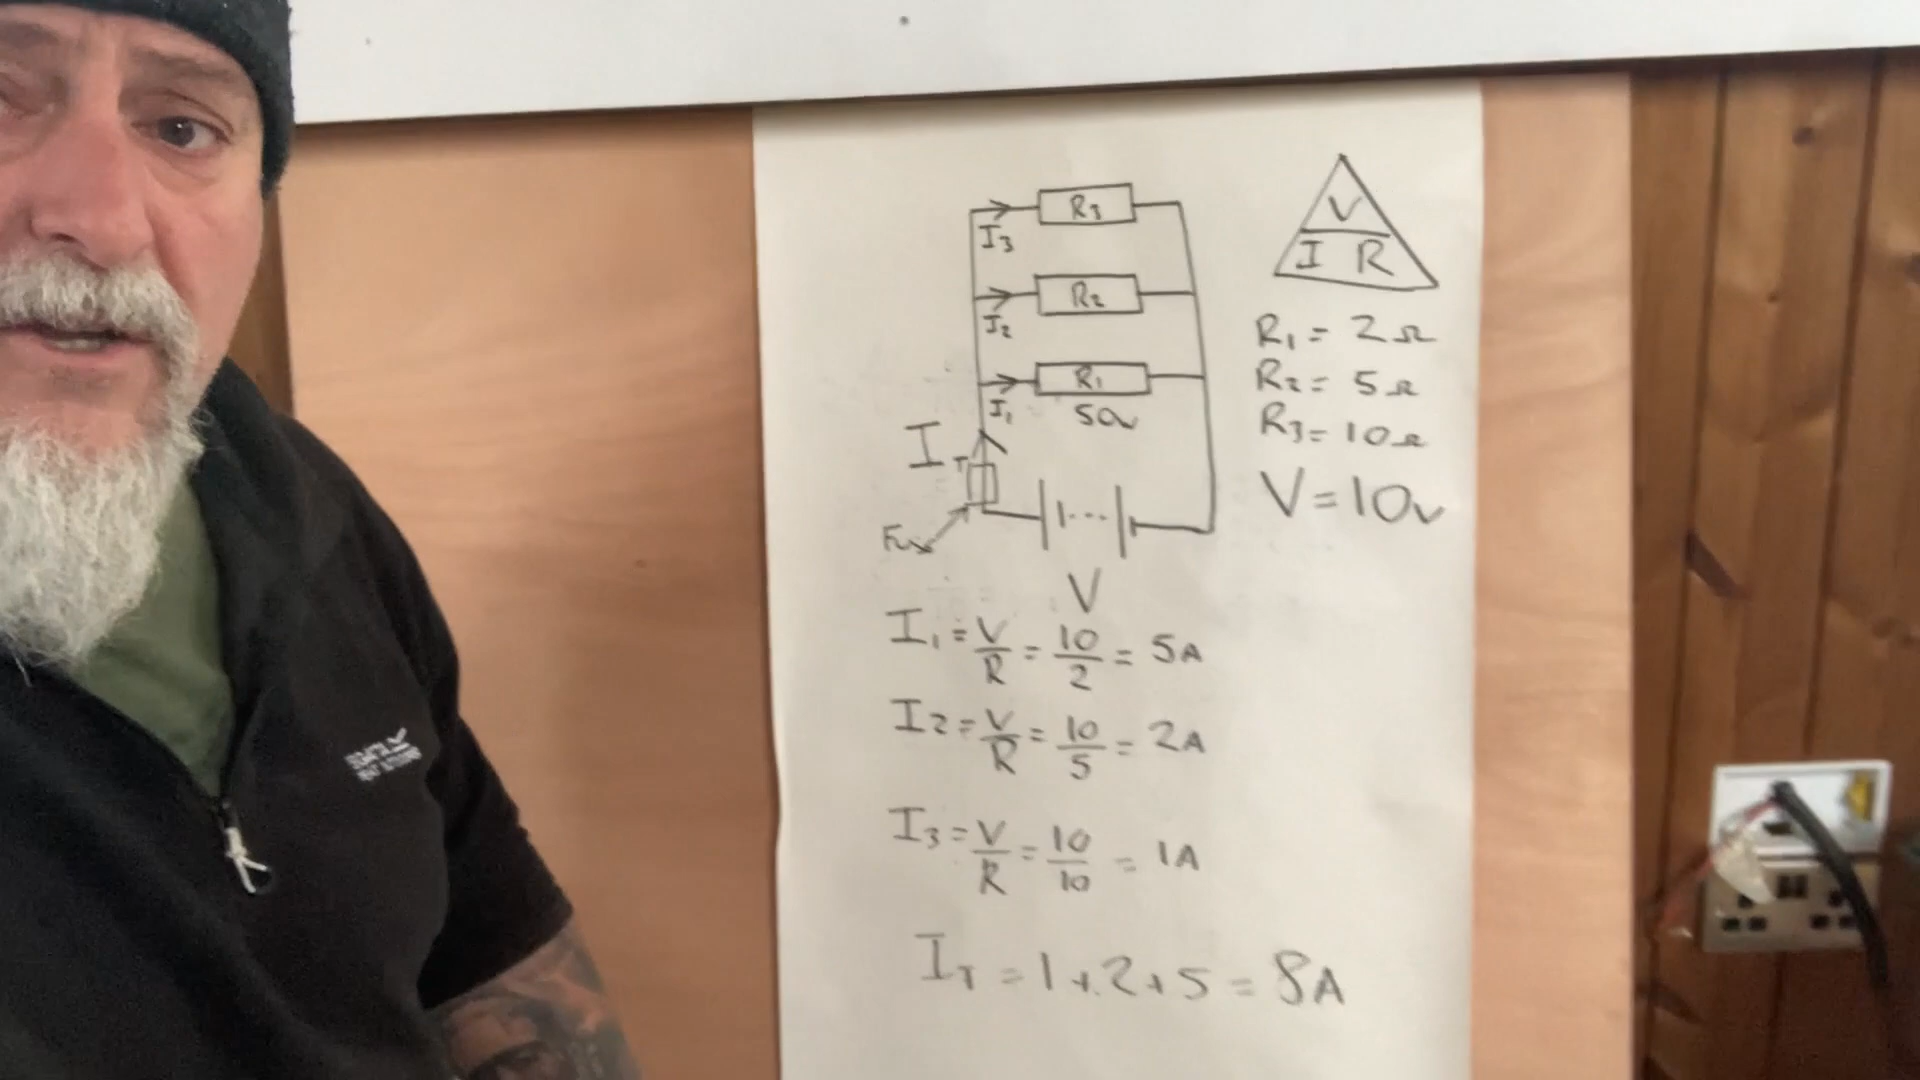 R3
I3
R2
I2
R1
I1
50v
IT
V
V
I R
R1 = 2Ω
R2 = 5Ω
R3 = 10Ω
V = 10v
I1 = V/R = 10/2 = 5A
I2 = V/R = 10/5 = 2A
I3 = V/R = 10/10 = 1A
IT = 1+2+5 = 8A